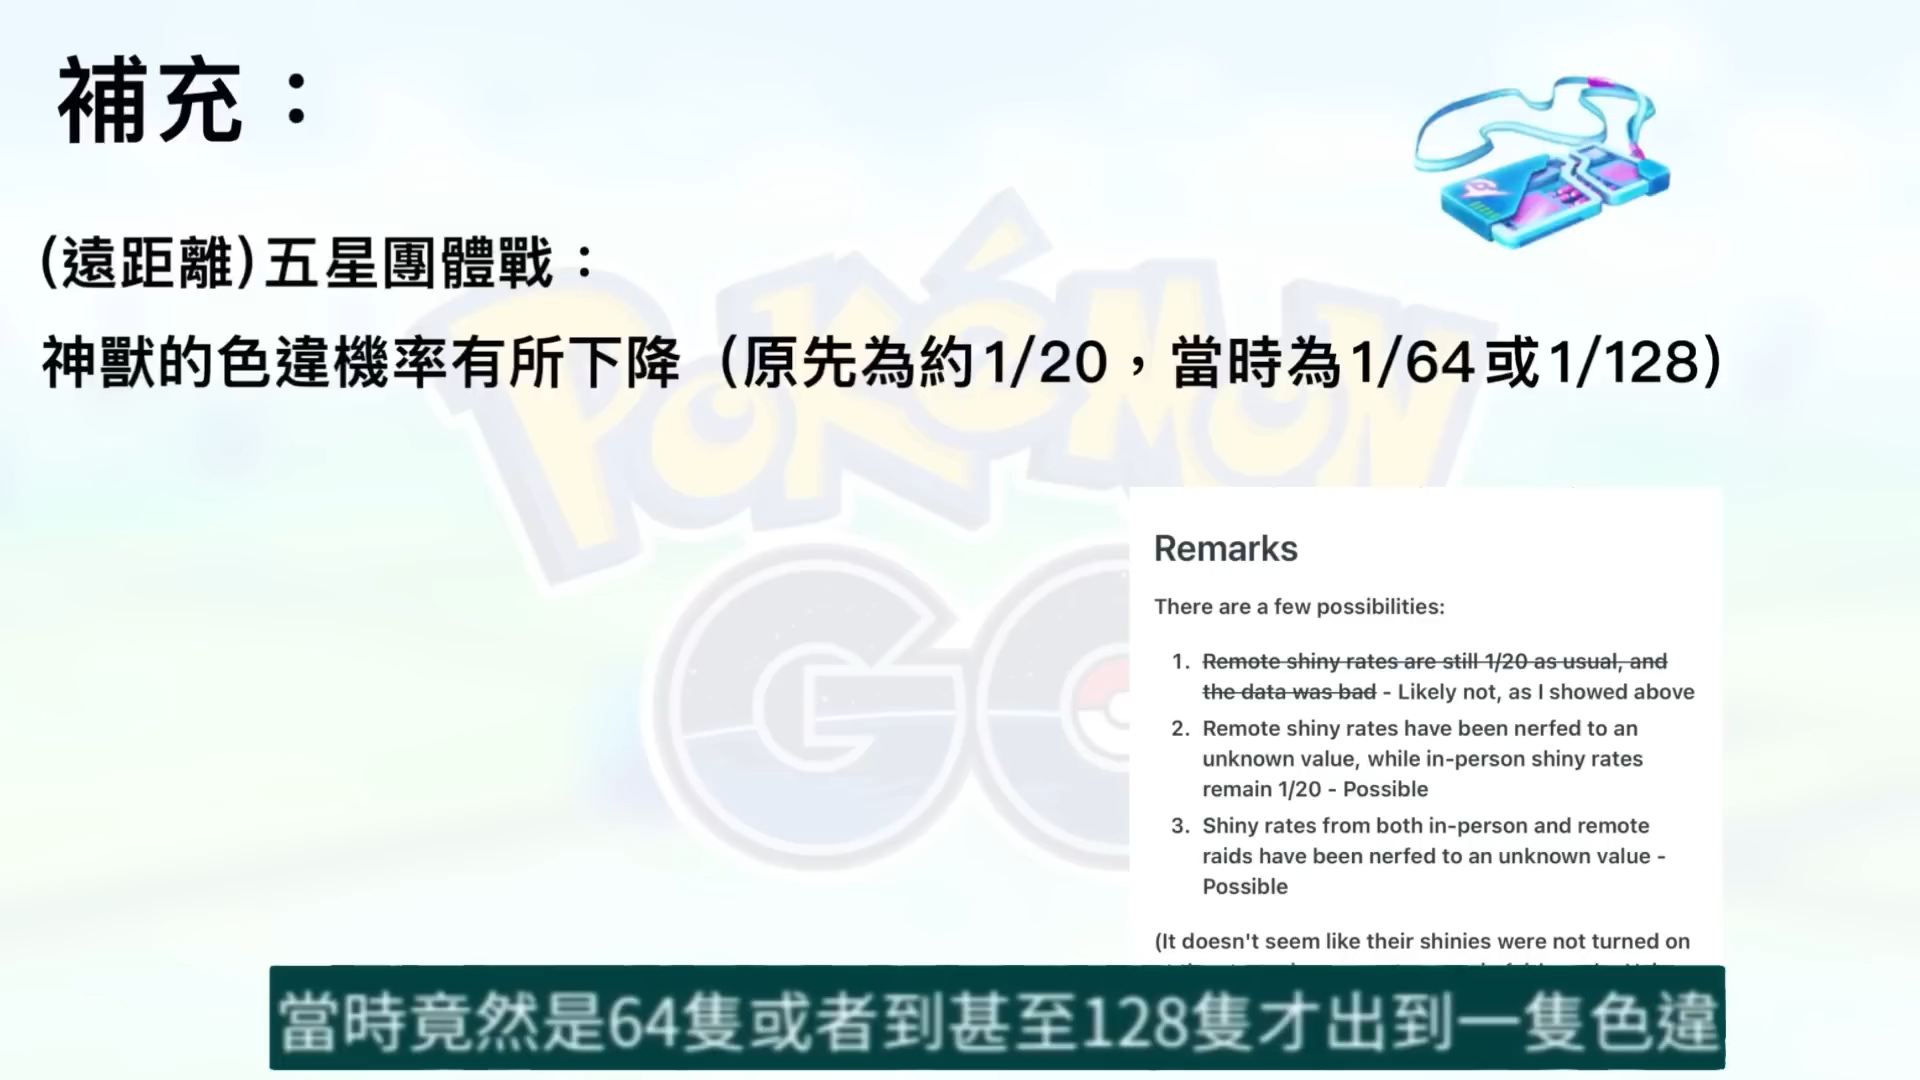 補充：
(遠距離)五星團體戰：
神獸的色違機率有所下降（原先為約1/20，當時為1/64或1/128）
POKÉMON
GO
Remarks
There are a few possibilities:
1. Remote shiny rates are still 1/20 as usual, and
the data was bad - Likely not, as I showed above
2. Remote shiny rates have been nerfed to an
unknown value, while in-person shiny rates
remain 1/20 - Possible
3. Shiny rates from both in-person and remote
raids have been nerfed to an unknown value -
Possible
(It doesn't seem like their shinies were not turned on
當時竟然是64隻或者到甚至128隻才出到一隻色違